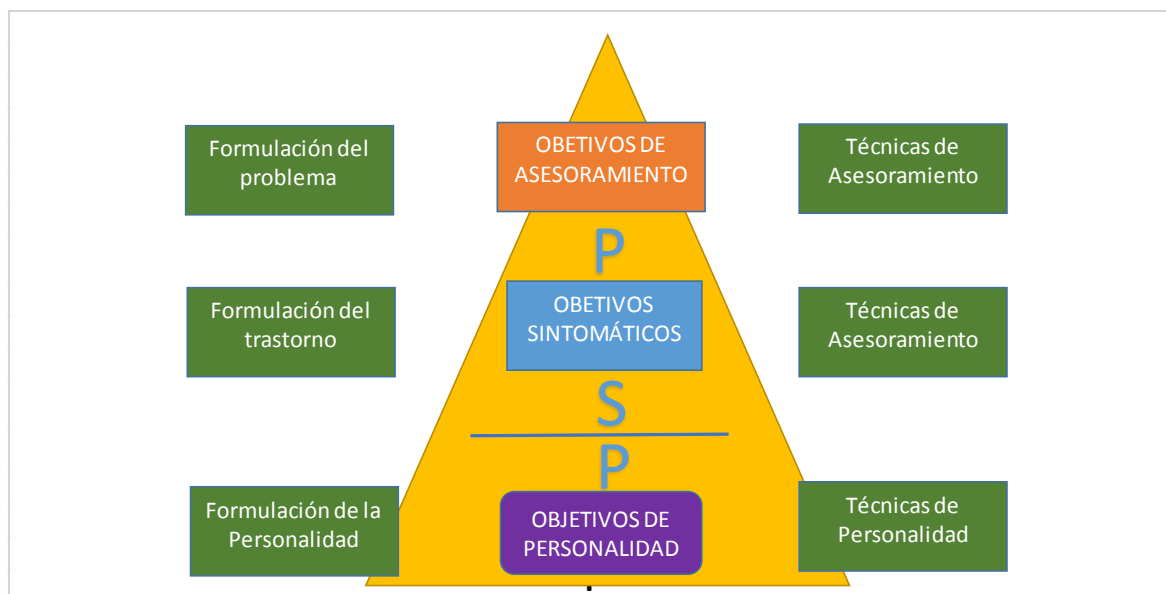 Formulación del
problema
OBETIVOS DE
ASESORAMIENTO
Técnicas de
Asesoramiento
P
Formulación del
trastorno
OBETIVOS
SINTOMÁTICOS
Técnicas de
Asesoramiento
S
P
Formulación de la
Personalidad
OBJETIVOS DE
PERSONALIDAD
Técnicas de
Personalidad